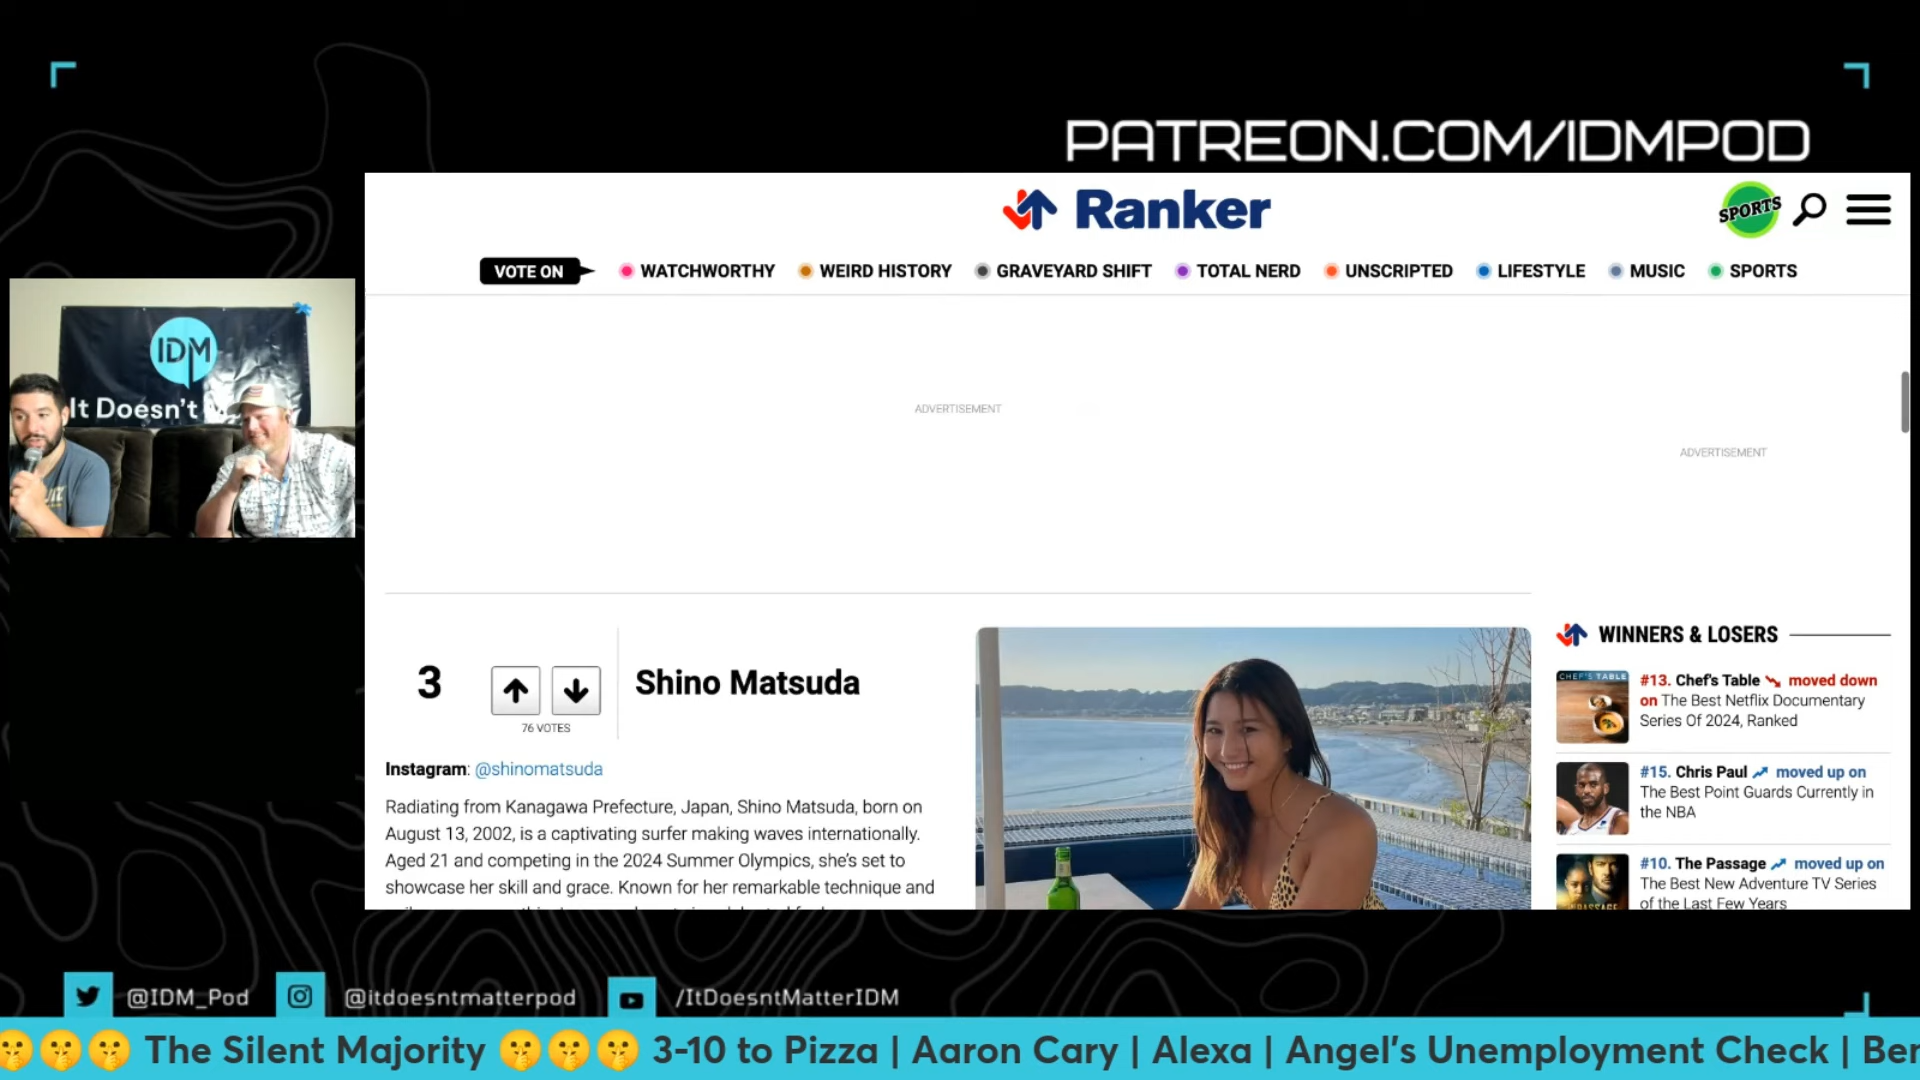 PATREON.COM/IDMPOD
Ranker
SPORTS
VOTE ON
WATCHWORTHY
WEIRD HISTORY
GRAVEYARD SHIFT
TOTAL NERD
UNSCRIPTED
LIFESTYLE
MUSIC
SPORTS
IDM
It Doesn't
ADVERTISEMENT
ADVERTISEMENT
3
76 VOTES
Shino Matsuda
Instagram: @shinomatsuda
Radiating from Kanagawa Prefecture, Japan, Shino Matsuda, born on
August 13, 2002, is a captivating surfer making waves internationally.
Aged 21 and competing in the 2024 Summer Olympics, she's set to
showcase her skill and grace. Known for her remarkable technique and
WINNERS & LOSERS
CHEF'S TABLE
#13. Chef's Table moved down
on The Best Netflix Documentary
Series Of 2024, Ranked
#15. Chris Paul moved up on
The Best Point Guards Currently in
the NBA
#10. The Passage moved up on
The Best New Adventure TV Series
of the Last Few Years
@IDM_Pod
@itdoesntmatterpod
/ItDoesntMatterIDM
🤫🤫🤫 The Silent Majority 🤫🤫🤫 3-10 to Pizza | Aaron Cary | Alexa | Angel's Unemployment Check | Ber